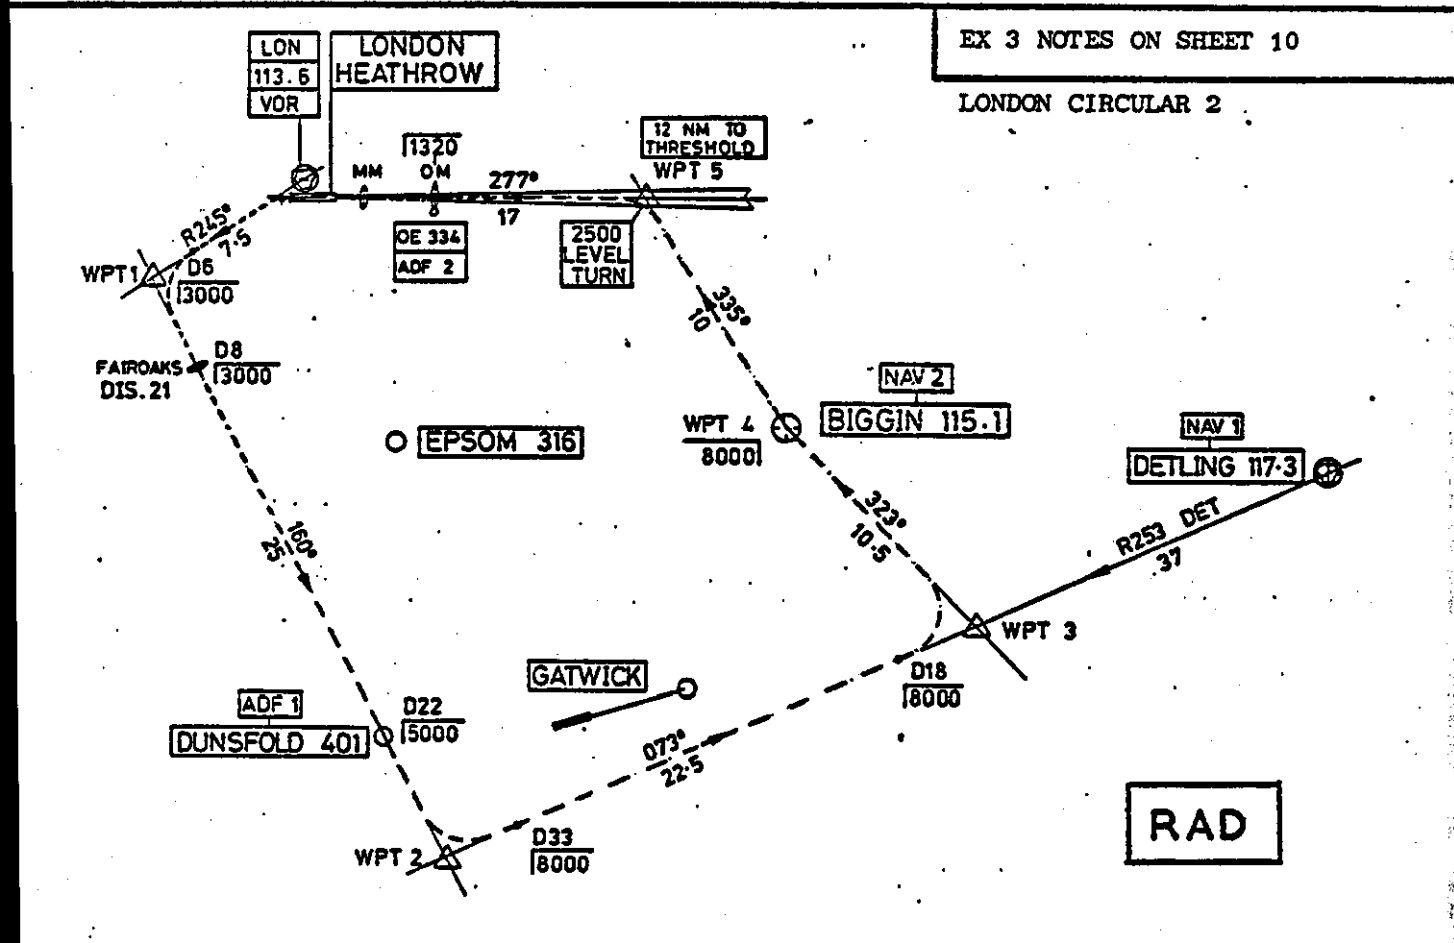 EX 3 NOTES ON SHEET 10
LONDON CIRCULAR 2
LON
113.6
VOR
LONDON
HEATHROW
1320
MM
OM
277°
17
OE 334
ADF 2
12 NM TO
THRESHOLD
WPT 5
2500
LEVEL
TURN
R245°
7.5
WPT 1
D6
3000
D8
3000
FAIROAKS
DIS.21
335°
10
NAV 2
BIGGIN 115.1
WPT 4
8000
EPSOM 316
NAV 1
DETLING 117.3
323°
10.5
R253 DET
37
160°
25
WPT 3
D18
8000
GATWICK
ADF 1
DUNSFOLD 401
D22
5000
073°
22.5
WPT 2
D33
8000
RAD